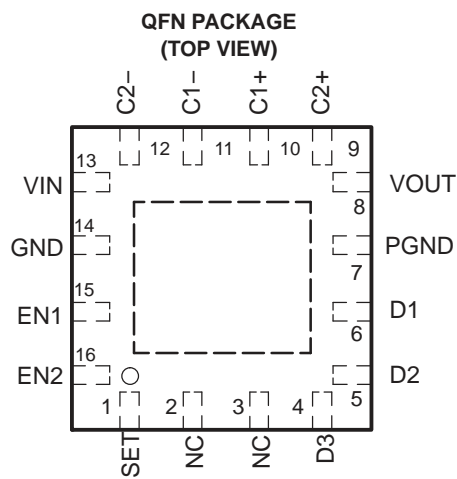 QFN PACKAGE
(TOP VIEW)
C2−
C1−
C1+
C2+
12
11
10
9
13
VIN
VOUT
8
14
GND
PGND
7
15
EN1
D1
6
16
EN2
D2
5
1
2
3
4
SET
NC
NC
D3